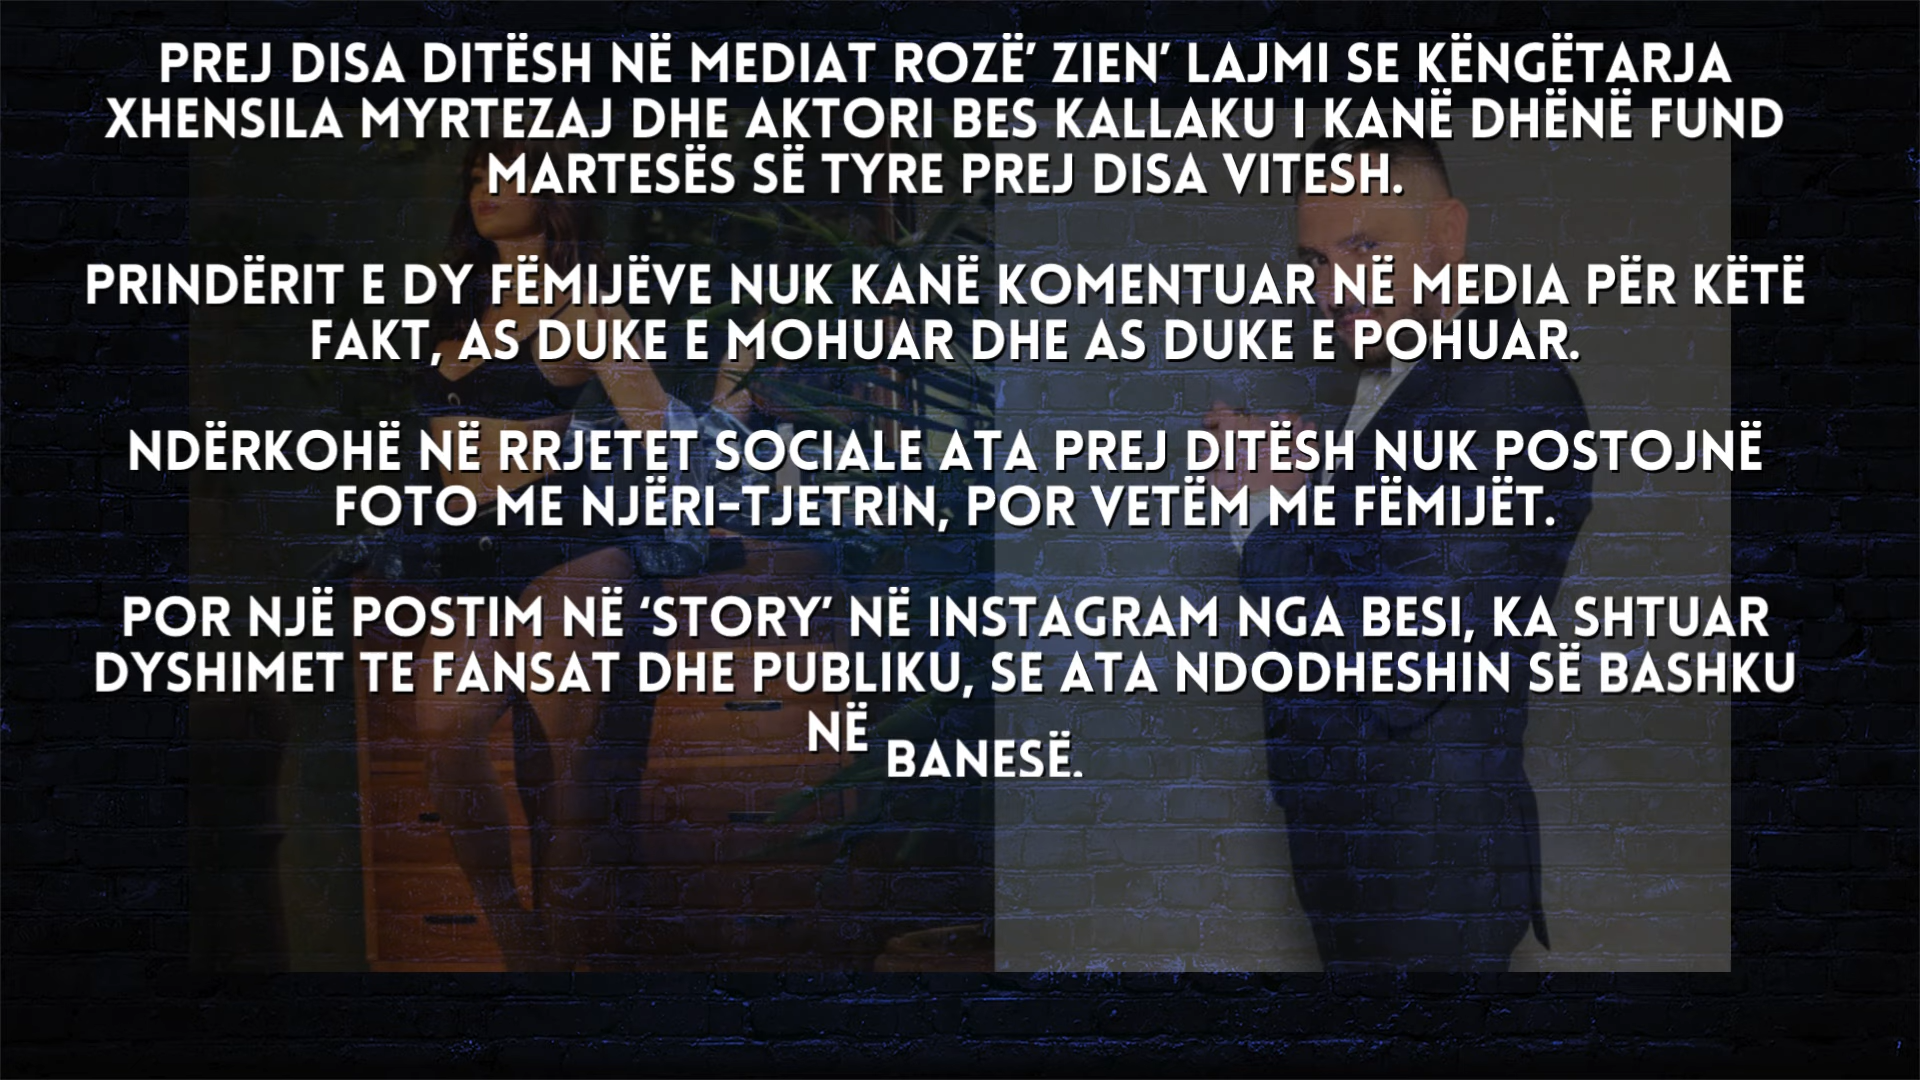 PREJ DISA DITËSH NË MEDIAT ROZË’ ZIEN’ LAJMI SE KËNGËTARJA
XHENSILA MYRTEZAJ DHE AKTORI BES KALLAKU I KANË DHËNË FUND
MARTESËS SË TYRE PREJ DISA VITESH.
PRINDËRIT E DY FËMIJËVE NUK KANË KOMENTUAR NË MEDIA PËR KËTË
FAKT, AS DUKE E MOHUAR DHE AS DUKE E POHUAR.
NDËRKOHË NË RRJETET SOCIALE ATA PREJ DITËSH NUK POSTOJNË
FOTO ME NJËRI-TJETRIN, POR VETËM ME FËMIJËT.
POR NJË POSTIM NË ‘STORY’ NË INSTAGRAM NGA BESI, KA SHTUAR
DYSHIMET TE FANSAT DHE PUBLIKU, SE ATA NDODHESHIN SË BASHKU
NË
BANESË.